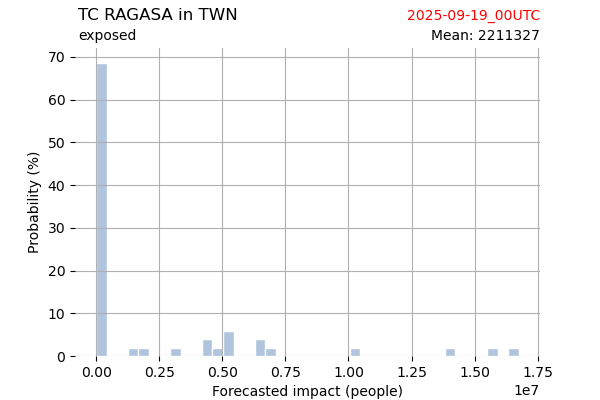 TC RAGASA in TWN
2025-09-19_00UTC
exposed
Mean: 2211327
70
60
50
40
30
20
10
0
Probability (%)
0.00 0.25 0.50 0.75 1.00 1.25 1.50 1.75
1e7
Forecasted impact (people)